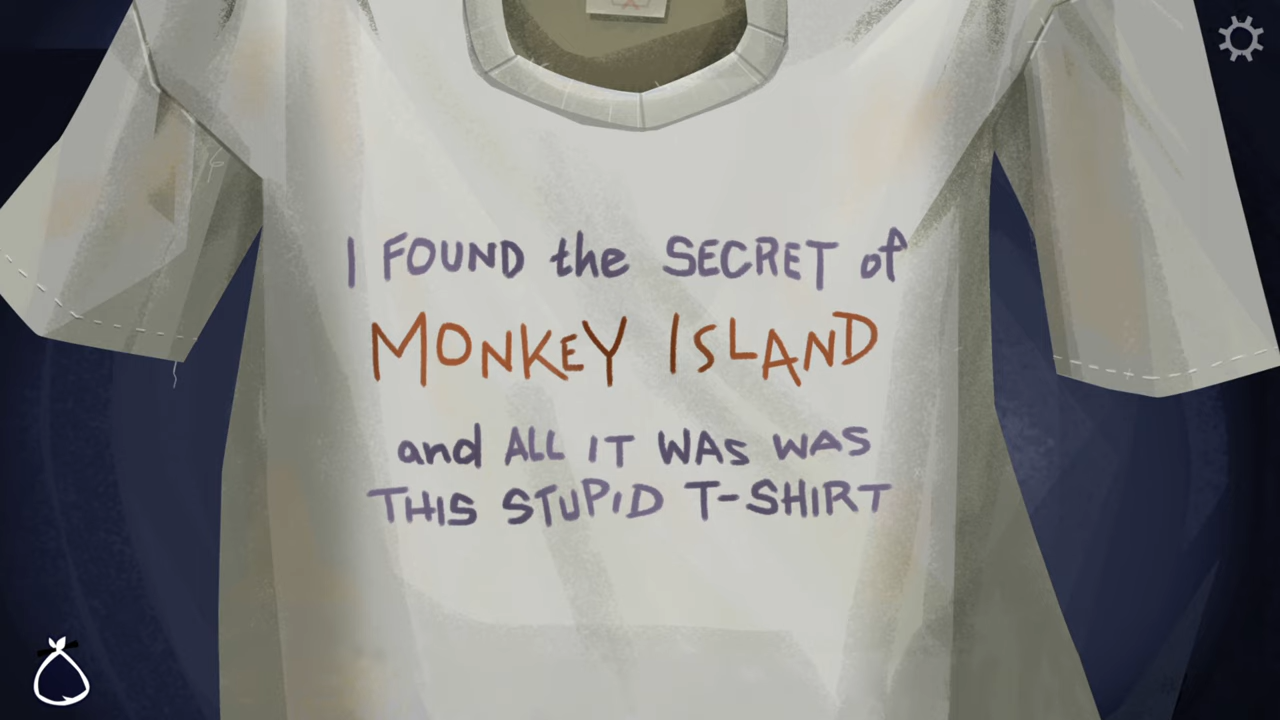 I FOUND the SECRET of
MONKEY ISLAND
and ALL IT WAS WAS
THIS STUPID T-SHIRT